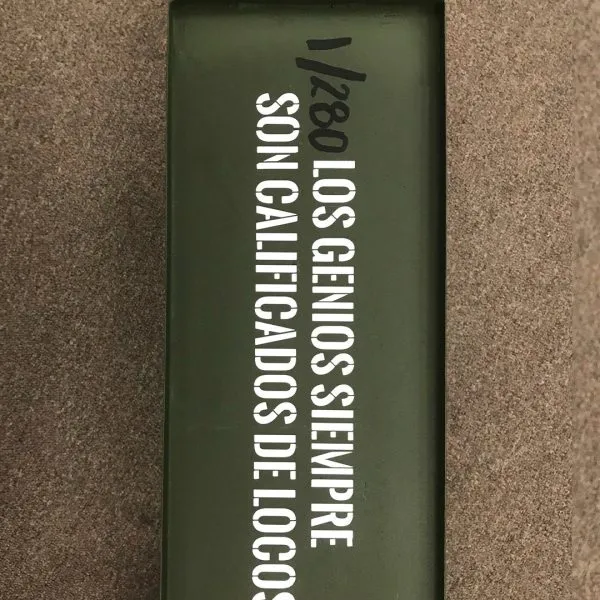 1/280
LOS GENIOS SIEMPRE
SON CALIFICADOS DE LOCOS